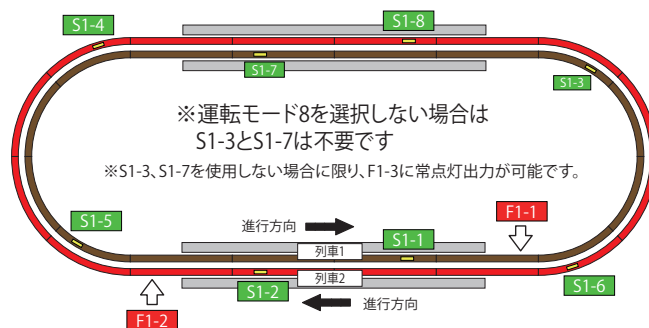 S1-4
S1-8
S1-7
S1-3
※運転モード8を選択しない場合は
S1-3とS1-7は不要です
※S1-3、S1-7を使用しない場合に限り、F1-3に常点灯出力が可能です。
S1-5
進行方向
S1-1
F1-1
列車1
列車2
S1-2
S1-6
進行方向
F1-2